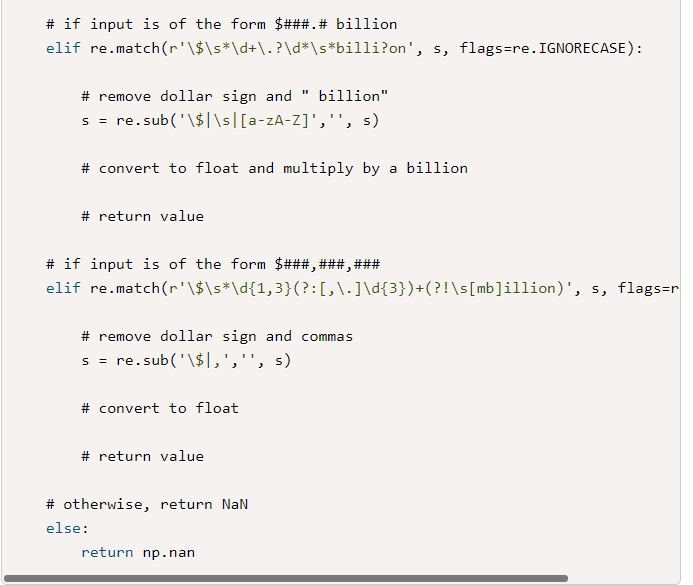 # if input is of the form $###.# billion
elif re.match(r'\$\s*\d+\.?\d*\s*billi?on', s, flags=re.IGNORECASE):
# remove dollar sign and " billion"
s = re.sub('\$|\s|[a-zA-Z]','', s)
# convert to float and multiply by a billion
# return value
# if input is of the form $###,###,###
elif re.match(r'\$\s*\d{1,3}(?:[,\.]\d{3})+(?!\s[mb]illion)', s, flags=r
# remove dollar sign and commas
s = re.sub('\$|,','', s)
# convert to float
# return value
# otherwise, return NaN
else:
return np.nan